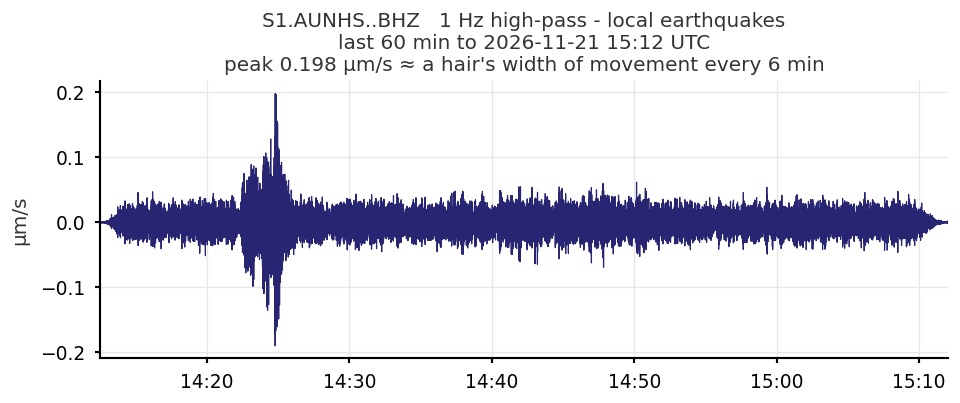 S1.AUNHS..BHZ   1 Hz high-pass - local earthquakes
last 60 min to 2026-11-21 15:12 UTC
peak 0.198 µm/s ≈ a hair's width of movement every 6 min
0.2
0.1
0.0
−0.1
−0.2
µm/s
14:20 14:30 14:40 14:50 15:00 15:10